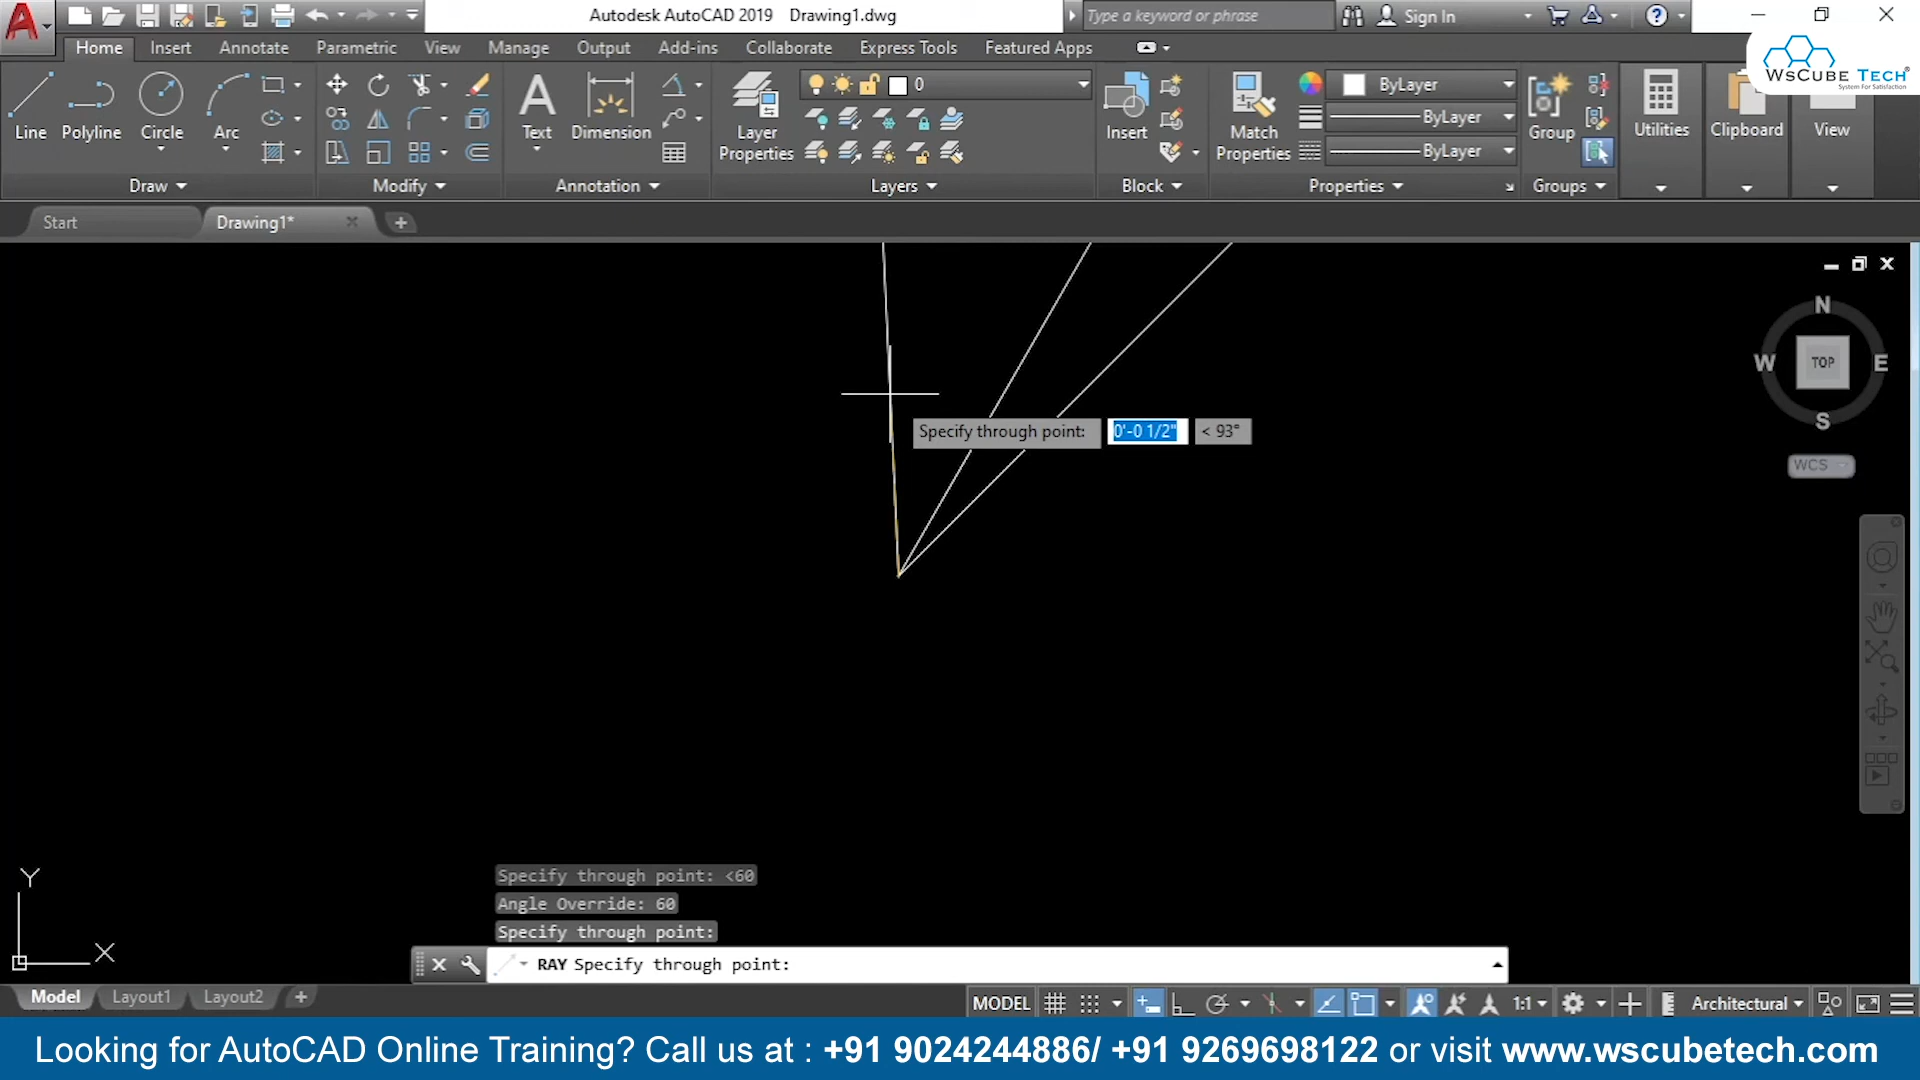 Autodesk AutoCAD 2019 Drawing1.dwg
Type a keyword or phrase
Sign In
Home Insert Annotate Parametric View Manage Output Add-ins Collaborate Express Tools Featured Apps
WsCube Tech®
System For Satisfaction
0
ByLayer
Line Polyline Circle Arc
Text Dimension
Layer Properties
Insert
Match Properties
ByLayer
ByLayer
Group
Utilities Clipboard View
Draw Modify Annotation Layers Block Properties Groups
Start Drawing1*
N
W TOP E
S
WCS
Specify through point: 0'-0 1/2" < 93°
Y
X
Specify through point: <60
Angle Override: 60
Specify through point:
RAY Specify through point:
Model Layout1 Layout2
MODEL 1:1 Architectural
Looking for AutoCAD Online Training? Call us at : +91 9024244886/ +91 9269698122 or visit www.wscubetech.com